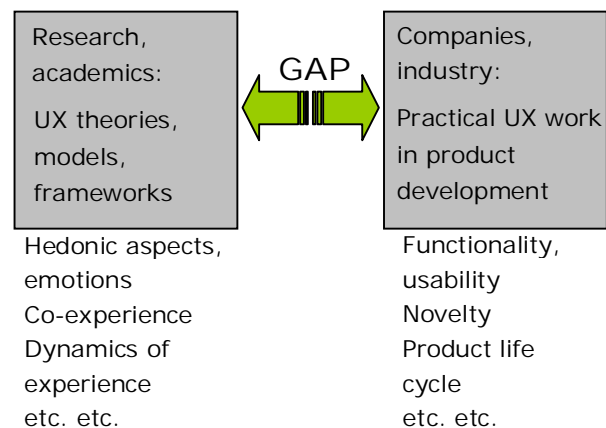 Research,
academics:
UX theories,
models,
frameworks
GAP
Companies,
industry:
Practical UX work
in product
development
Hedonic aspects,
emotions
Co-experience
Dynamics of
experience
etc. etc.
Functionality,
usability
Novelty
Product life
cycle
etc. etc.